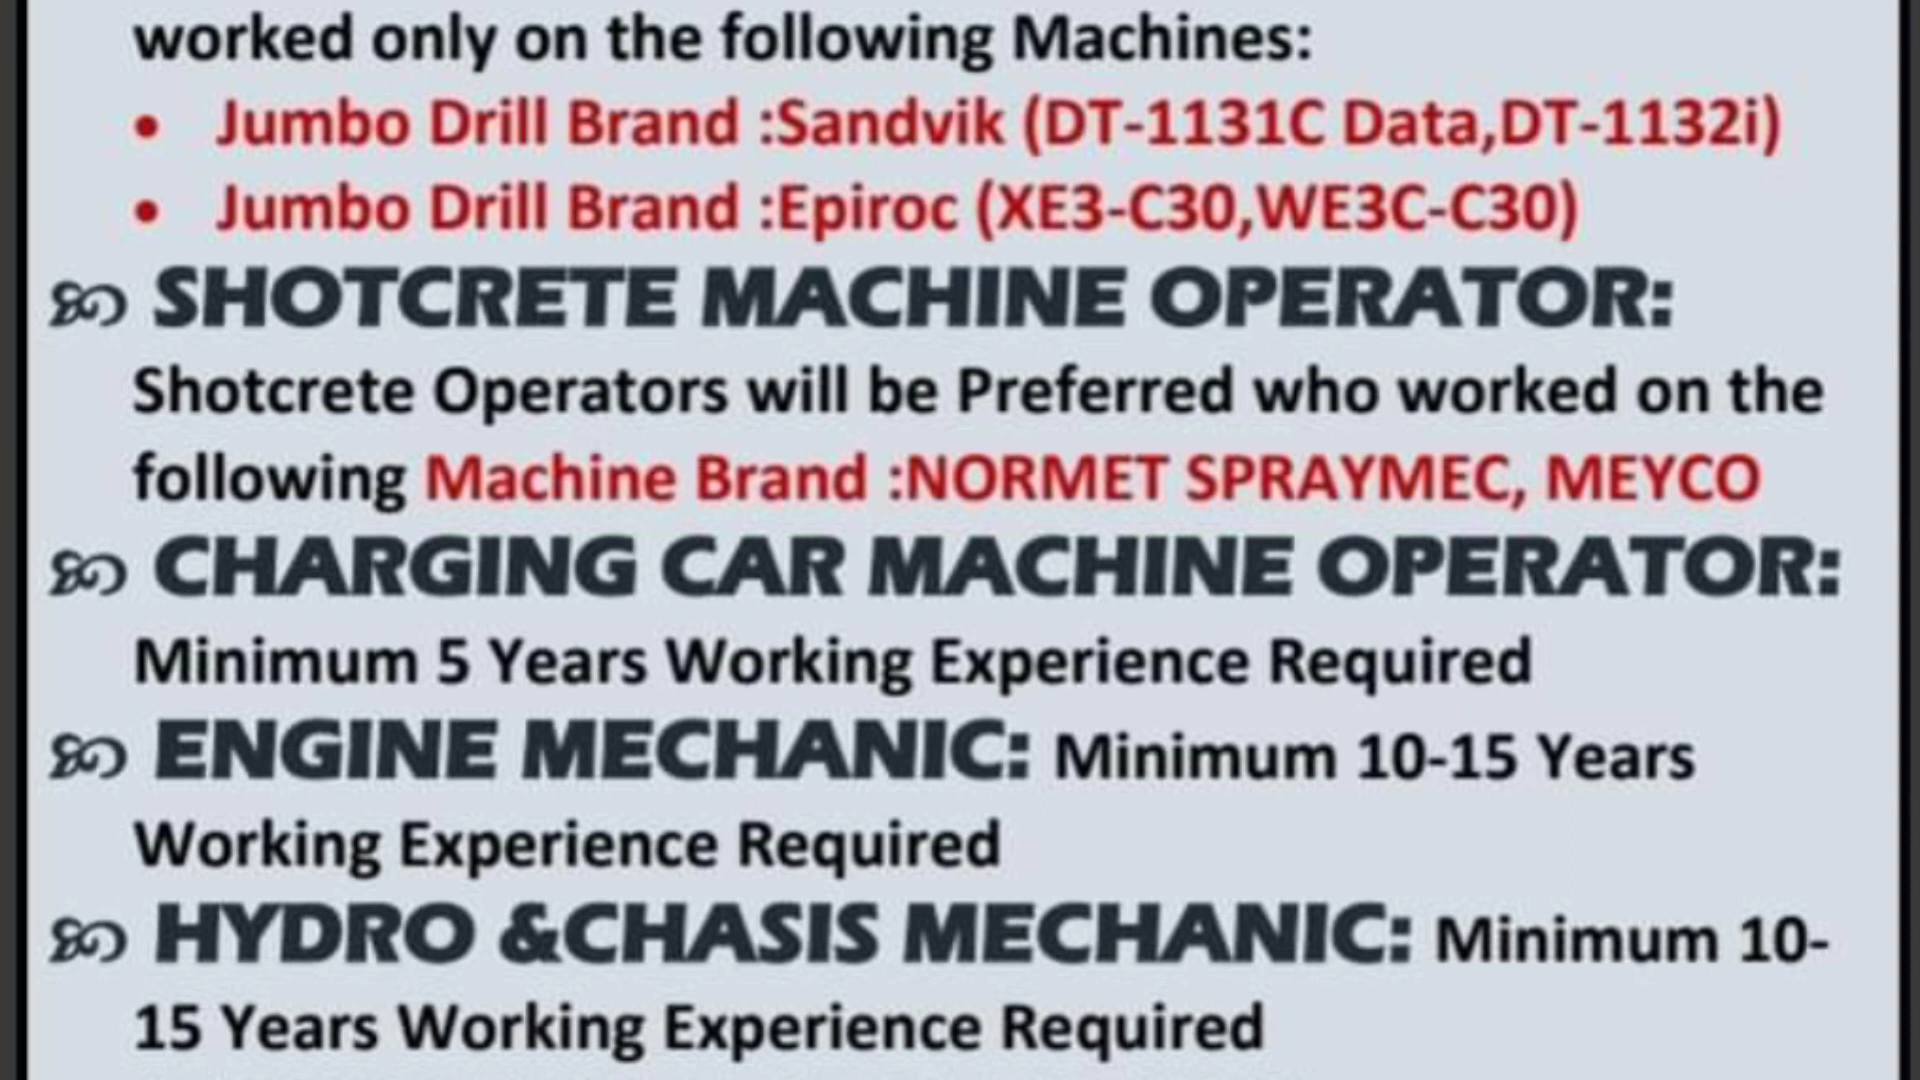 worked only on the following Machines:
• Jumbo Drill Brand :Sandvik (DT-1131C Data,DT-1132i)
• Jumbo Drill Brand :Epiroc (XE3-C30,WE3C-C30)
SHOTCRETE MACHINE OPERATOR:
Shotcrete Operators will be Preferred who worked on the
following Machine Brand :NORMET SPRAYMEC, MEYCO
CHARGING CAR MACHINE OPERATOR:
Minimum 5 Years Working Experience Required
ENGINE MECHANIC: Minimum 10-15 Years
Working Experience Required
HYDRO &CHASIS MECHANIC: Minimum 10-
15 Years Working Experience Required